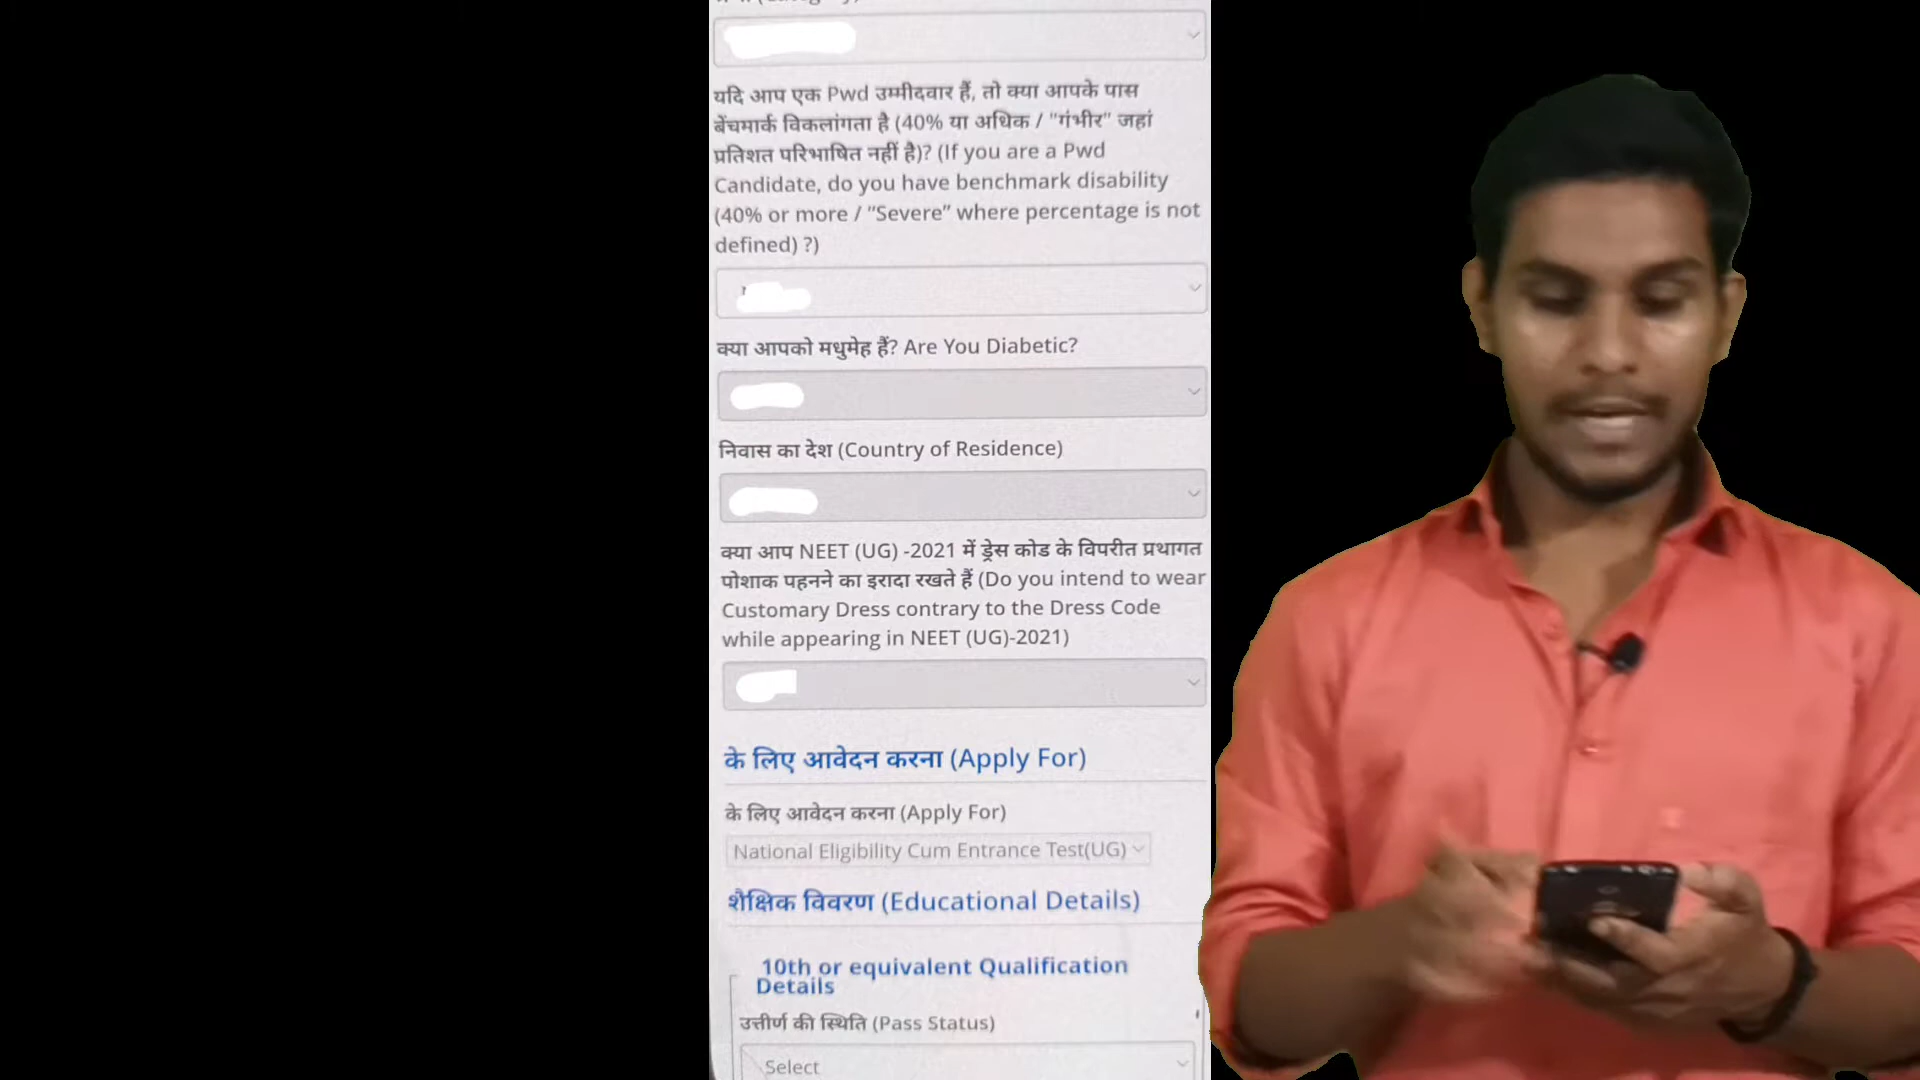 यदि आप एक Pwd उम्मीदवार हैं, तो क्या आपके पास
बेंचमार्क विकलांगता है (40% या अधिक / "गंभीर" जहां
प्रतिशत परिभाषित नहीं है)? (If you are a Pwd
Candidate, do you have benchmark disability
(40% or more / "Severe" where percentage is not
defined) ?)
क्या आपको मधुमेह हैं? Are You Diabetic?
निवास का देश (Country of Residence)
क्या आप NEET (UG) -2021 में ड्रेस कोड के विपरीत प्रथागत
पोशाक पहनने का इरादा रखते हैं (Do you intend to wear
Customary Dress contrary to the Dress Code
while appearing in NEET (UG)-2021)
के लिए आवेदन करना (Apply For)
के लिए आवेदन करना (Apply For)
National Eligibility Cum Entrance Test(UG)
शैक्षिक विवरण (Educational Details)
10th or equivalent Qualification
Details
उत्तीर्ण की स्थिति (Pass Status)
Select